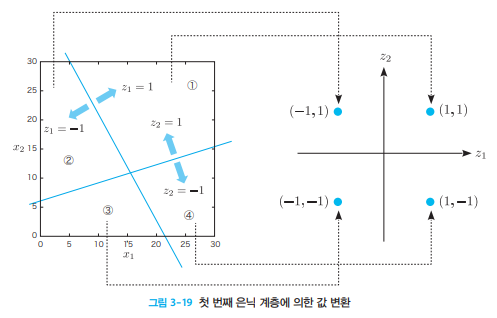 30
25
20
15
10
5
0
x₂
0 5 10 15 20 25 30
x₁
①
z₁ = 1
z₁ = −1
z₂ = 1
②
z₂ = −1
③
④
z₂
(−1, 1)
(1, 1)
z₁
(−1, −1)
(1, −1)
그림 3-19 첫 번째 은닉 계층에 의한 값 변환